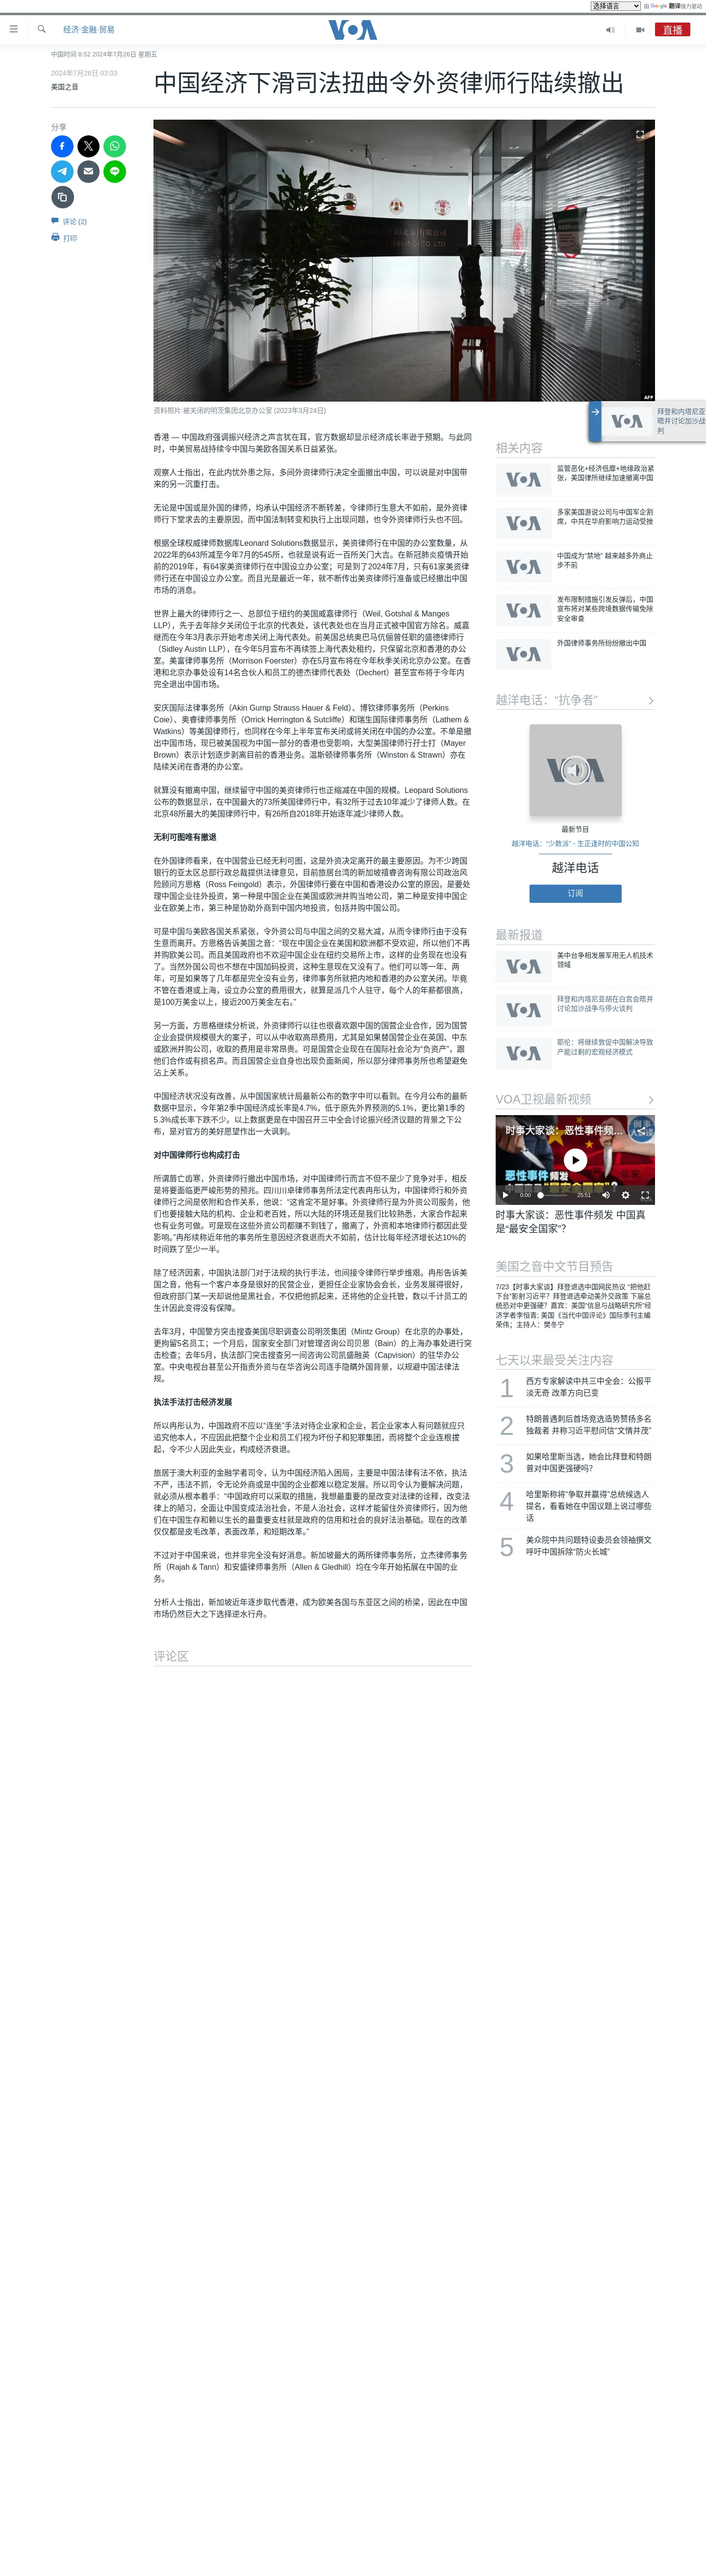 选择语言
由 Google 翻译强力驱动
经济·金融·贸易
VOA
直播
中国时间 8:52 2024年7月26日 星期五
2024年7月26日 03:03
美国之音
中国经济下滑司法扭曲令外资律师行陆续撤出
分享
评论 (2)
打印
AFP
资料照片:被关闭的明茨集团北京办公室 (2023年3月24日)
香港 — 中国政府强调振兴经济之声言犹在耳，官方数据却显示经济成长率逊于预期。与此同
时，中美贸易战持续令中国与美欧各国关系日益紧张。
观察人士指出，在此内忧外患之际，多间外资律师行决定全面撤出中国，可以说是对中国带
来的另一沉重打击。
无论是中国或是外国的律师，均承认中国经济不断转差，令律师行生意大不如前，是外资律
师行下堂求去的主要原因，而中国法制转变和执行上出现问题，也令外资律师行头也不回。
根据全球权威律师数据库Leonard Solutions数据显示，美资律师行在中国的办公室数量，从
2022年的643所减至今年7月的545所，也就是说有近一百所关门大吉。在新冠肺炎疫情开始
前的2019年，有64家美资律师行在中国设立办公室；可是到了2024年7月，只有61家美资律
师行还在中国设立办公室。而且光是最近一年，就不断传出美资律师行准备或已经撤出中国
市场的消息。
世界上最大的律师行之一、总部位于纽约的美国威嘉律师行（Weil, Gotshal & Manges
LLP），先于去年除夕关闭位于北京的代表处，该代表处也在当月正式被中国官方除名。威嘉
继而在今年3月表示开始考虑关闭上海代表处。前美国总统奥巴马伉俪曾任职的盛德律师行
（Sidley Austin LLP），在今年5月宣布不再续签上海代表处租约，只保留北京和香港的办公
室。美富律师事务所（Morrison Foerster）亦在5月宣布将在今年秋季关闭北京办公室。在香
港和北京办事处设有14名合伙人和员工的德杰律师代表处（Dechert）甚至宣布将于今年内
完全退出中国市场。
安庆国际法律事务所（Akin Gump Strauss Hauer & Feld）、博钦律师事务所（Perkins
Coie）、奥睿律师事务所（Orrick Herrington & Sutcliffe）和瑞生国际律师事务所（Lathem &
Watkins）等美国律师行，也同样在今年上半年宣布关闭或将关闭在中国的办公室。不单是撤
出中国市场，现已被美国视为中国一部分的香港也受影响，大型美国律师行孖士打（Mayer
Brown）表示计划逐步剥离目前的香港业务。温斯顿律师事务所（Winston & Strawn）亦在
陆续关闭在香港的办公室。
就算没有撤离中国，继续留守中国的美资律师行也正缩减在中国的规模。Leopard Solutions
公布的数据显示，在中国最大的73所美国律师行中，有32所于过去10年减少了律师人数。在
北京48所最大的美国律师行中，有26所自2018年开始逐年减少律师人数。
无利可图唯有撤退
在外国律师看来，在中国营业已经无利可图，这是外资决定离开的最主要原因。为不少跨国
银行的亚太区总部行政总裁提供法律意见，目前旅居台湾的新加坡禧睿咨询有限公司政治风
险顾问方恩格（Ross Feingold）表示，外国律师行要在中国和香港设办公室的原因，是要处
理中国企业往外投资，第一种是中国企业在美国或欧洲并购当地公司，第二种是安排中国企
业在欧美上市，第三种是协助外商到中国内地投资，包括并购中国公司。
可是中国与美欧各国关系紧张，令外资公司与中国之间的交易大减，从而令律师行由于没有
生意而离开。方恩格告诉美国之音：“现在中国企业在美国和欧洲都不受欢迎，所以他们不再
并购欧美公司。而且美国政府也不欢迎中国企业在纽约交易所上市，这样的业务现在也没有
了。当然外国公司也不想在中国加码投资，这种生意现在又没有了。他们可以等一年、两
年，可是如果等了几年都是完全没有业务，律师事务所就把内地和香港的办公室关闭。毕竟
不管在香港或上海，设立办公室的费用很大，就算是派几个人驻守，每个人的年薪都很高，
是100万美金以上，接近200万美金左右。”
另一方面，方恩格继续分析说，外资律师行以往也很喜欢跟中国的国营企业合作，因为国营
企业会提供规模很大的案子，可以从中收取高昂费用，尤其是如果替国营企业在英国、中东
或欧洲并购公司，收取的费用是非常昂贵。可是国营企业现在在国际社会沦为“负资产”，跟
他们合作或有损公司名声。而且国营企业自身也出现负面新闻，所以部分律师事务所也希望避免
沾上关系。
中国经济状况没有改善，从中国国家统计局最新公布的数字中可以看到。在今月公布的最新
数据中显示，今年第2季中国经济成长率是4.7%，低于原先外界预测的5.1%，更比第1季的
5.3%成长率下跌不少。以上数据更是在中国召开三中全会讨论振兴经济议题的背景之下公
布，是对官方的美好愿望作出一大讽刺。
对中国律师行也构成打击
所谓唇亡齿寒，外资律师行撤出中国市场，对中国律师行而言不但不是少了竞争对手，相反
是将要面临更严峻形势的预兆。四川川卓律师事务所法定代表冉彤认为，中国律师行和外资
律师行之间是依附和合作关系，他说：“这肯定不是好事。外资律师行是为外资公司服务，他
们也要接触大陆的机构、企业和老百姓，所以大陆的环境还是我们比较熟悉，大家合作起来
也有业务可做。可是现在这些外资公司都赚不到钱了，撤离了，外资和本地律师行都因此受
影响。”冉彤续称近年他的事务所生意因经济衰退而大不如前，估计比每年经济增长达10%的
时间跌了至少一半。
除了经济因素，中国执法部门对于法规的执行手法，也间接令律师行举步维艰。冉彤告诉美
国之音，他有一个客户本身是很好的民营企业，更担任企业家协会会长，业务发展得很好，
但政府部门某一天却说他是黑社会，不仅把他抓起来，还将他的企业托管，数以千计员工的
生计因此变得没有保障。
去年3月，中国警方突击搜查美国尽职调查公司明茨集团（Mintz Group）在北京的办事处，
更拘留5名员工；一个月后，国家安全部门对管理咨询公司贝恩（Bain）的上海办事处进行突
击检查；去年5月，执法部门突击搜查另一间咨询公司凯盛融英（Capvision）的驻华办公
室。中央电视台甚至公开指责外资与在华咨询公司连手隐瞒外国背景，以规避中国法律法
规。
执法手法打击经济发展
所以冉彤认为，中国政府不应以“连坐”手法对待企业家和企业，若企业家本人有问题就应只
追究他本人，不应因此把整个企业和员工们视为坏份子和犯罪集团，而将整个企业连根拔
起，令不少人因此失业，构成经济衰退。
旅居于澳大利亚的金融学者司令，认为中国经济陷入困局，主要是中国法律有法不依，执法
不严，违法不抓，令无论外商或是中国的企业都难以稳定发展。所以司令认为要解决问题，
就必须从根本着手：“中国政府可以采取的措施，我想最重要的是改变对法律的诠释，改变法
律上的陋习，全面让中国变成法治社会，不是人治社会，这样才能留住外资律师行，因为他
们在中国生存和赖以生长的最重要支柱就是政府的信用和社会的良好法治基础。现在的改革
仅仅都是皮毛改革，表面改革，和短期改革。”
不过对于中国来说，也并非完全没有好消息。新加坡最大的两所律师事务所，立杰律师事务
所（Rajah & Tann）和安盛律师事务所（Allen & Gledhill）均在今年开始拓展在中国的业
务。
分析人士指出，新加坡近年逐步取代香港，成为欧美各国与东亚区之间的桥梁，因此在中国
市场仍然巨大之下选择逆水行舟。
评论区
拜登和内塔尼亚
晤并讨论加沙战
判
相关内容
监管恶化+经济低靡+地缘政治紧
张，美国律所继续加速撤离中国
多家美国游说公司与中国军企割
席，中共在华府影响力运动受挫
中国成为“禁地” 越来越多外商止
步不前
发布限制措施引发反弹后，中国
宣布将对某些跨境数据传输免除
安全审查
外国律师事务所纷纷撤出中国
越洋电话：“抗争者”
最新节目
越洋电话：“少数派” - 生正逢时的中国公知
越洋电话
订阅
最新报道
美中台争相发展军用无人机技术
领域
拜登和内塔尼亚胡在白宫会晤并
讨论加沙战争与停火谈判
耶伦：将继续敦促中国解决导致
产能过剩的宏观经济模式
VOA卫视最新视频
时事大家谈：恶性事件频...
恶性事件
频发
0:00
25:51
时事大家谈：恶性事件频发 中国真
是“最安全国家”？
美国之音中文节目预告
7/23【时事大家谈】拜登退选中国网民热议 “把他赶
下台”影射习近平？拜登退选牵动美外交政策 下届总
统恐对中更强硬？嘉宾：美国“信息与战略研究所”经
济学者李恒青; 美国《当代中国评论》国际季刊主编
荣伟；主持人：樊冬宁
七天以来最受关注内容
1
西方专家解读中共三中全会：公报平
淡无奇 改革方向已变
2
特朗普遇刺后首场竞选造势赞扬多名
独裁者 并称习近平慰问信“文情并茂”
3
如果哈里斯当选，她会比拜登和特朗
普对中国更强硬吗？
4
哈里斯称将“争取并赢得”总统候选人
提名，看看她在中国议题上说过哪些
话
5
美众院中共问题特设委员会领袖撰文
呼吁中国拆除“防火长城”